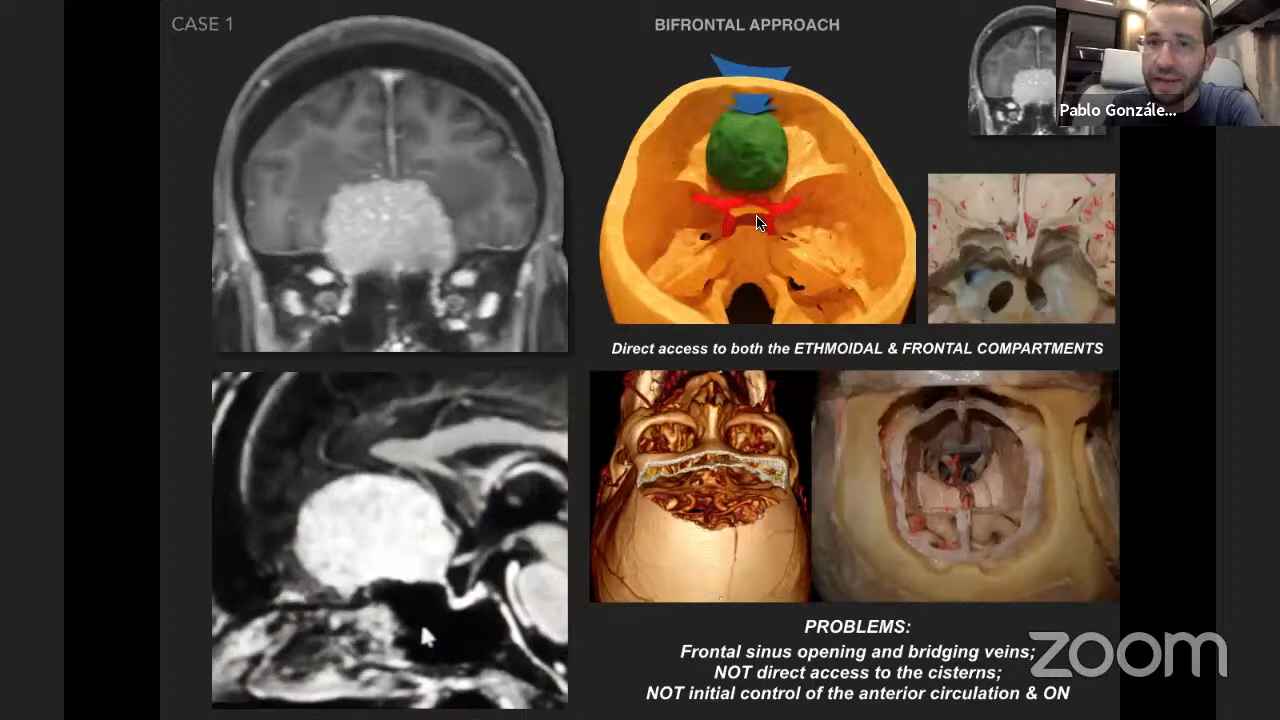 CASE 1
BIFRONTAL APPROACH
Pablo Gonzále...
Direct access to both the ETHMOIDAL & FRONTAL COMPARTMENTS
PROBLEMS:
Frontal sinus opening and bridging veins;
NOT direct access to the cisterns;
NOT initial control of the anterior circulation & ON
zoom